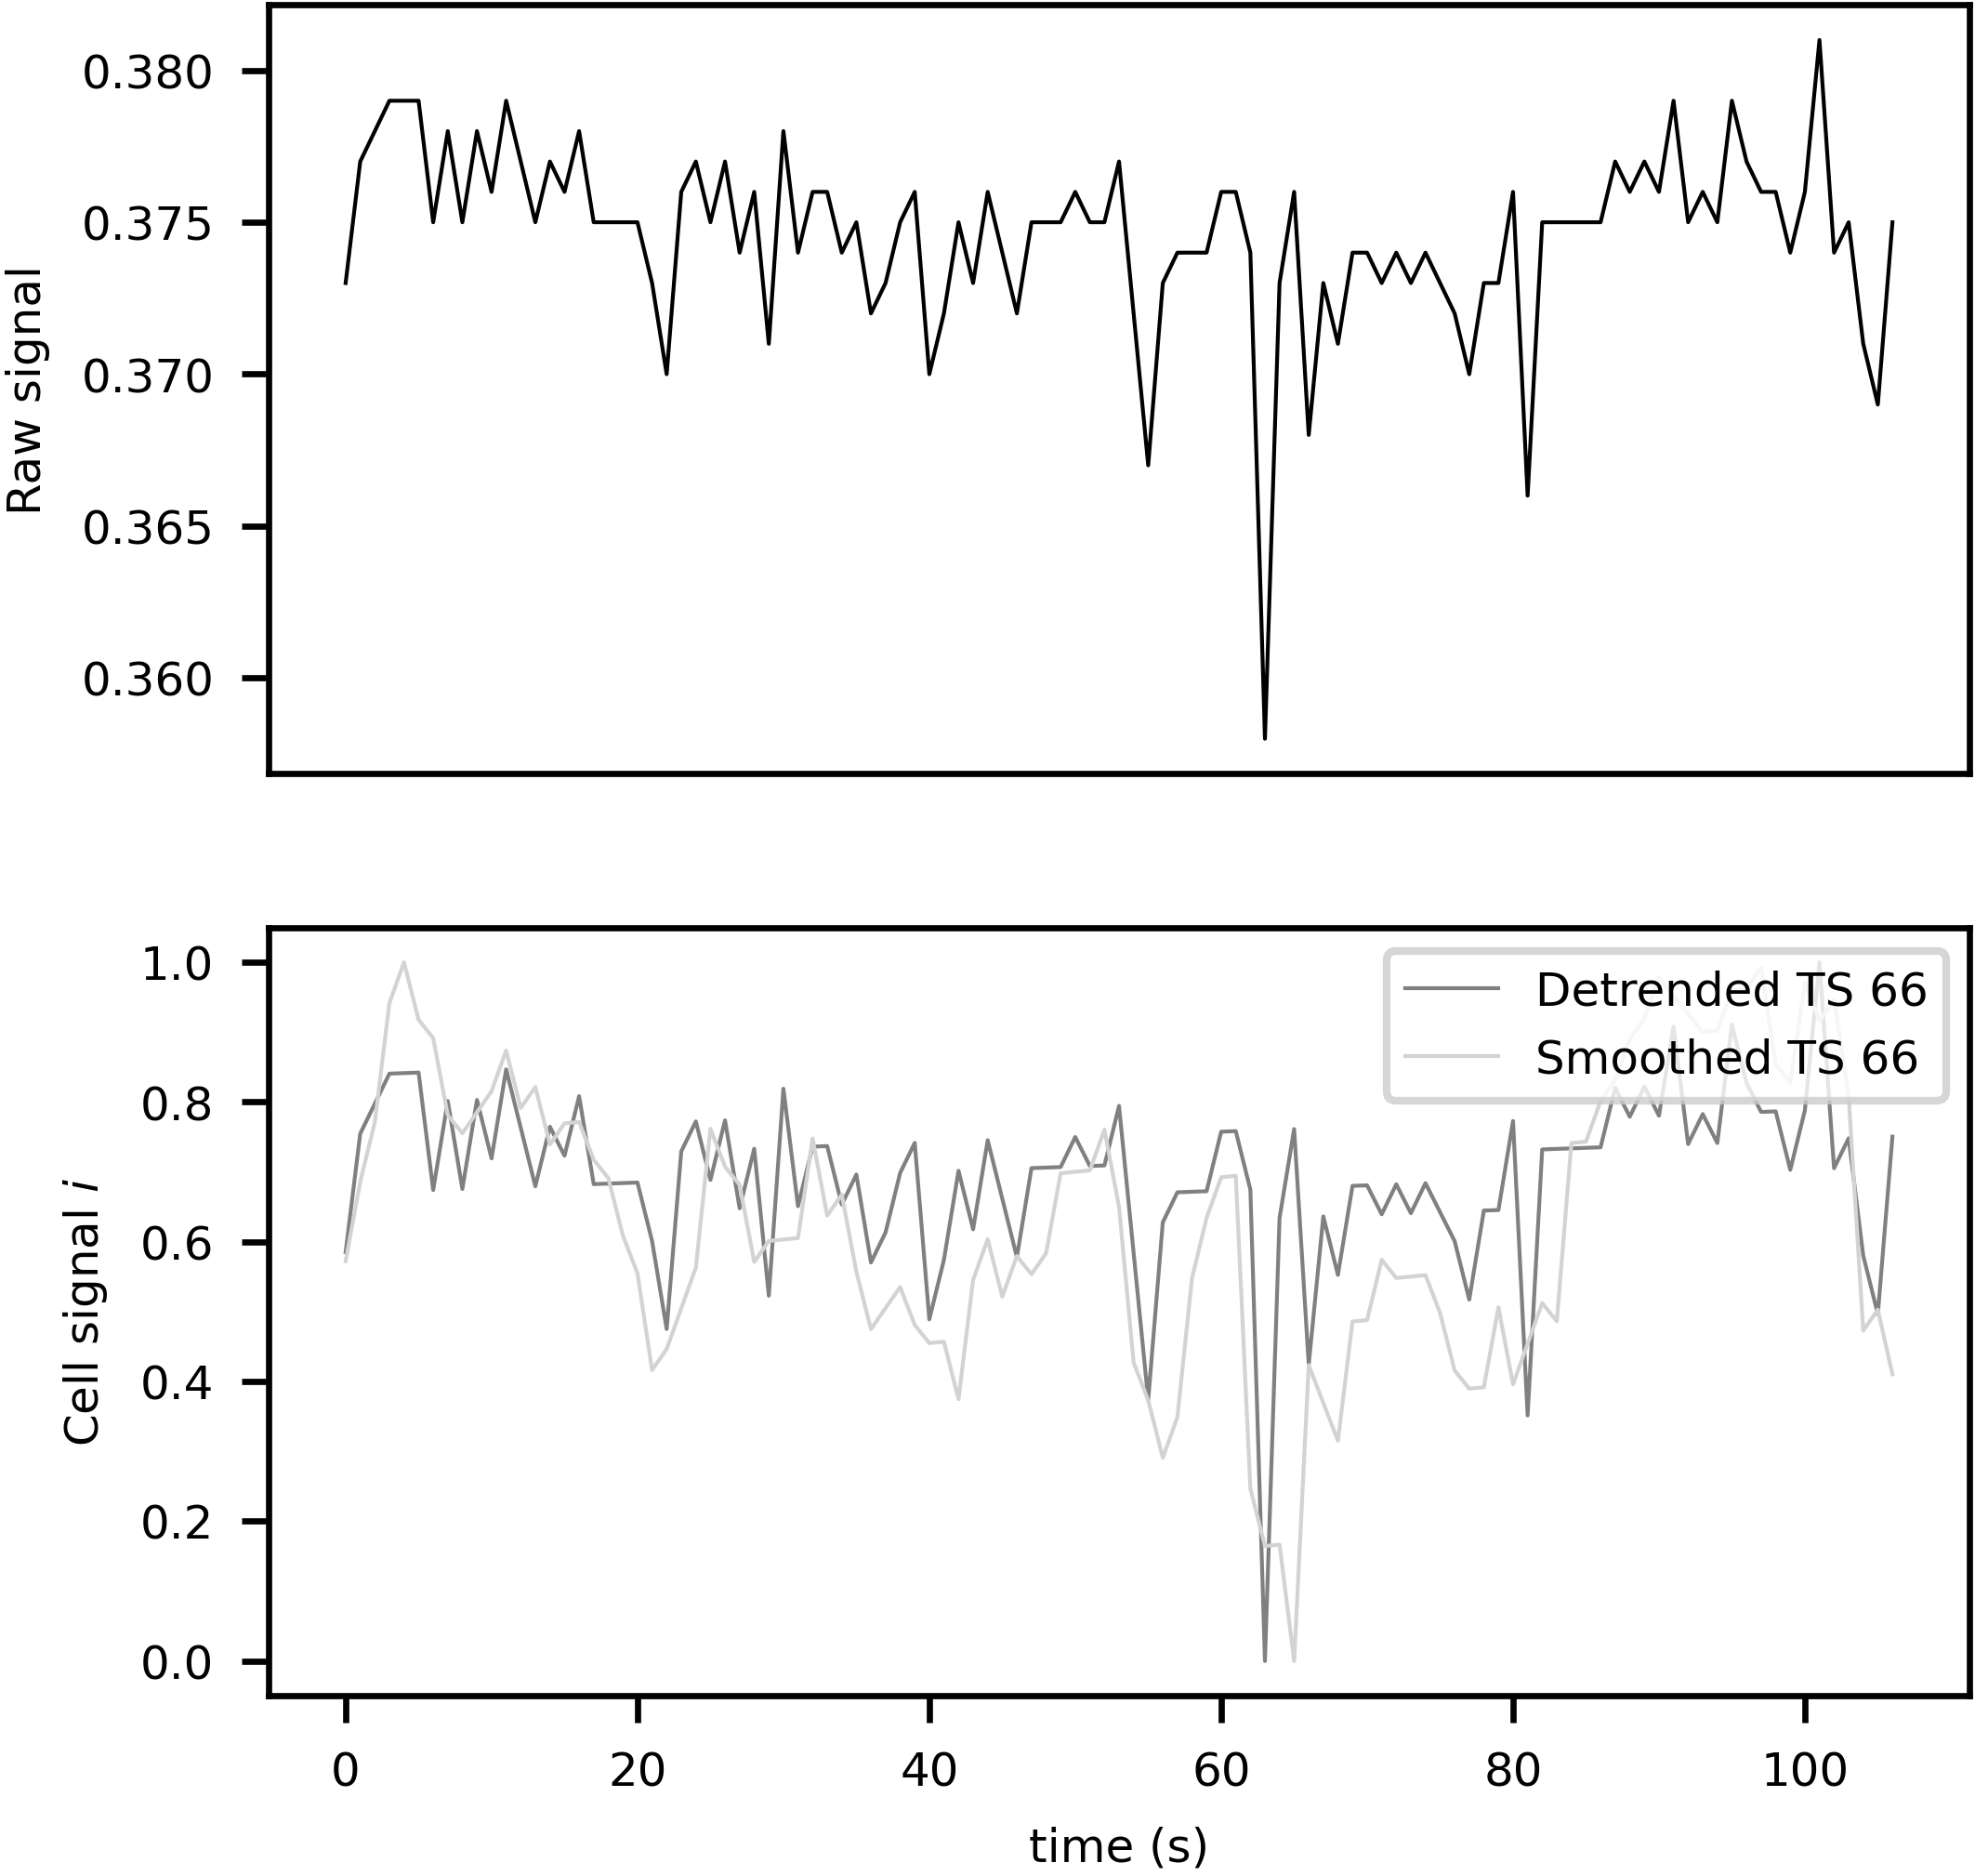 Raw signal
0.380
0.375
0.370
0.365
0.360
Cell signal i
1.0
0.8
0.6
0.4
0.2
0.0
Detrended TS 66
Smoothed TS 66
0 20 40 60 80 100
time (s)